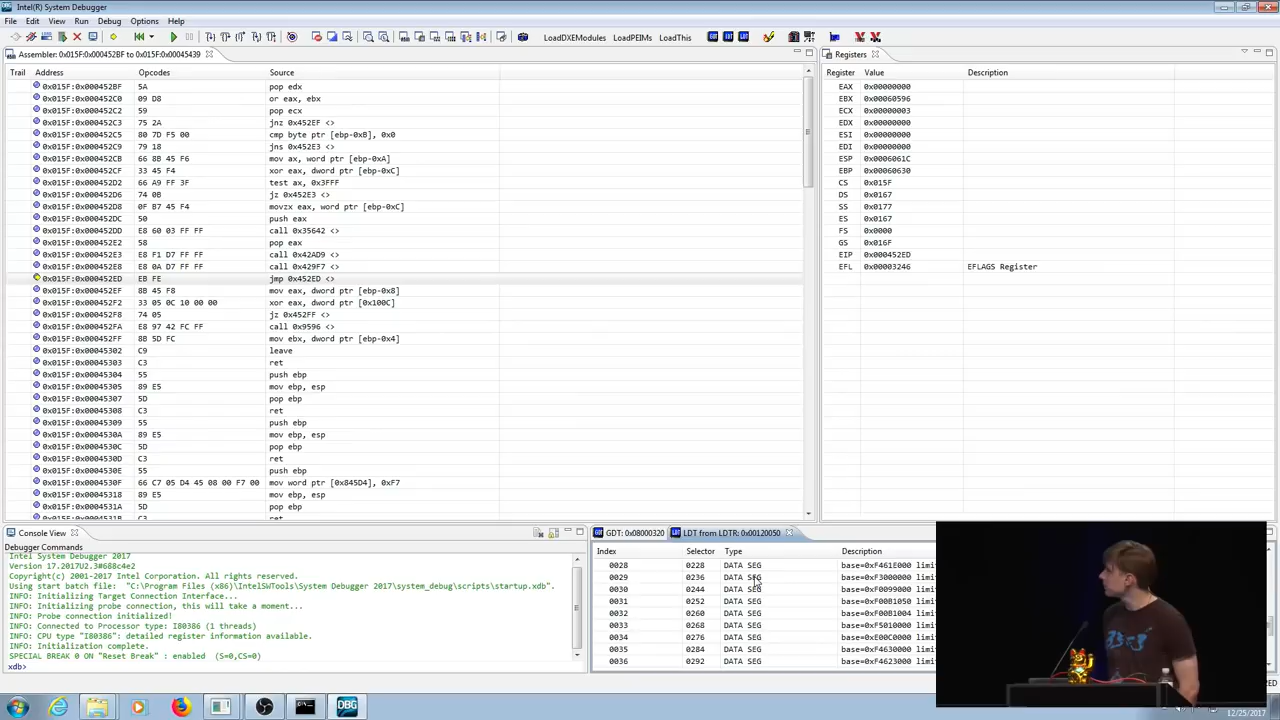 Intel(R) System Debugger
File Edit View Run Debug Options Help
LoadDXEModules LoadPEIMs LoadThis
Assembler: 0x015F:0x000452BF to 0x015F:0x00045439
Trail Address Opcodes Source
0x015F:0x000452BF 5A pop edx
0x015F:0x000452C0 09 D8 or eax, ebx
0x015F:0x000452C2 59 pop ecx
0x015F:0x000452C3 75 2A jnz 0x452EF <>
0x015F:0x000452C5 80 7D F5 00 cmp byte ptr [ebp-0xB], 0x0
0x015F:0x000452C9 79 18 jns 0x452E3 <>
0x015F:0x000452CB 66 8B 45 F6 mov ax, word ptr [ebp-0xA]
0x015F:0x000452CF 33 45 F4 xor eax, dword ptr [ebp-0xC]
0x015F:0x000452D2 66 A9 FF 3F test ax, 0x3FFF
0x015F:0x000452D6 74 0B jz 0x452E3 <>
0x015F:0x000452D8 0F B7 45 F4 movzx eax, word ptr [ebp-0xC]
0x015F:0x000452DC 50 push eax
0x015F:0x000452DD E8 60 03 FF FF call 0x35642 <>
0x015F:0x000452E2 58 pop eax
0x015F:0x000452E3 E8 F1 D7 FF FF call 0x42AD9 <>
0x015F:0x000452E8 E8 0A D7 FF FF call 0x429F7 <>
0x015F:0x000452ED EB FE jmp 0x452ED <>
0x015F:0x000452EF 8B 45 F8 mov eax, dword ptr [ebp-0x8]
0x015F:0x000452F2 33 05 0C 10 00 00 xor eax, dword ptr [0x100C]
0x015F:0x000452F8 74 05 jz 0x452FF <>
0x015F:0x000452FA E8 97 42 FC FF call 0x9596 <>
0x015F:0x000452FF 8B 5D FC mov ebx, dword ptr [ebp-0x4]
0x015F:0x00045302 C9 leave
0x015F:0x00045303 C3 ret
0x015F:0x00045304 55 push ebp
0x015F:0x00045305 89 E5 mov ebp, esp
0x015F:0x00045307 5D pop ebp
0x015F:0x00045308 C3 ret
0x015F:0x00045309 55 push ebp
0x015F:0x0004530A 89 E5 mov ebp, esp
0x015F:0x0004530C 5D pop ebp
0x015F:0x0004530D C3 ret
0x015F:0x0004530E 55 push ebp
0x015F:0x0004530F 66 C7 05 D4 45 08 00 F7 00 mov word ptr [0x845D4], 0xF7
0x015F:0x00045318 89 E5 mov ebp, esp
0x015F:0x0004531A 5D pop ebp
0x015F:0x0004531B C3 ret
Registers
Register Value Description
EAX 0x00000000
EBX 0x00060596
ECX 0x00000003
EDX 0x00000000
ESI 0x00000000
EDI 0x00000000
ESP 0x0006061C
EBP 0x00060630
CS 0x015F
DS 0x0167
SS 0x0177
ES 0x0167
FS 0x0000
GS 0x016F
EIP 0x000452ED
EFL 0x00003246 EFLAGS Register
Console View
Debugger Commands
Intel System Debugger 2017
Version 17.2017U2.3#688c4e2
Copyright (c) 2001-2017 Intel Corporation. All rights reserved.
Using start batch file: "C:\Program Files (x86)\IntelSWTools\System Debugger 2017\system_debug\scripts\startup.xdb".
INFO: Initializing Target Connection Interface...
INFO: Initializing probe connection, this will take a moment...
INFO: Probe connection initialized!
INFO: Connected to Processor type: I80386 (1 threads)
INFO: CPU type "I80386": detailed register information available.
INFO: Initialization complete.
SPECIAL BREAK 0 ON "Reset Break" : enabled (S=0,CS=0)
xdb>
GDT: 0x08000320 LDT from LDTR: 0x00120050
Index Selector Type Description
0028 0228 DATA SEG base=0xF461E000 limi
0029 0236 DATA SEG base=0xF3000000 limi
0030 0244 DATA SEG base=0xF0099000 limi
0031 0252 DATA SEG base=0xF00B1050 limi
0032 0260 DATA SEG base=0xF00B1004 limi
0033 0268 DATA SEG base=0xF5010000 limi
0034 0276 DATA SEG base=0xE00C0000 limi
0035 0284 DATA SEG base=0xF4630000 limi
0036 0292 DATA SEG base=0xF4623000 limi
12/25/2017